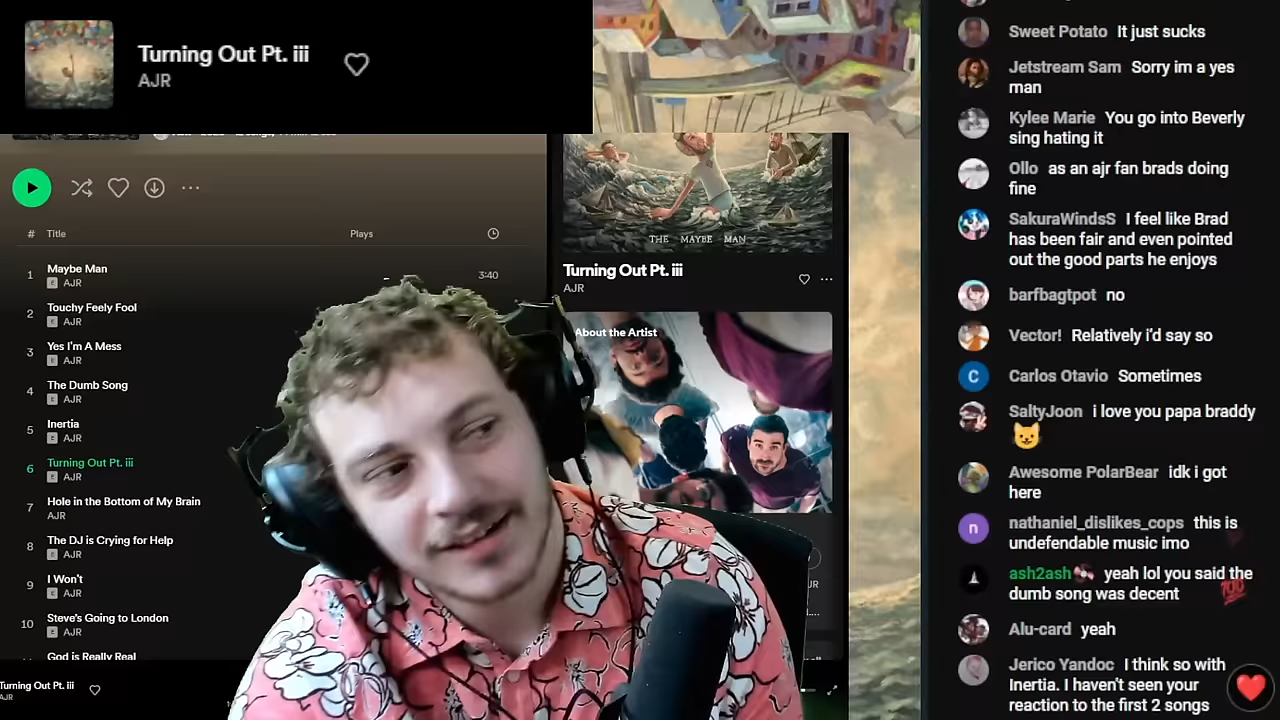 Turning Out Pt. iii
AJR
# Title Plays
1 Maybe Man 3:40
E AJR
2 Touchy Feely Fool
E AJR
3 Yes I'm A Mess
E AJR
4 The Dumb Song
E AJR
5 Inertia
E AJR
6 Turning Out Pt. iii
E AJR
7 Hole in the Bottom of My Brain
AJR
8 The DJ is Crying for Help
E AJR
9 I Won't
E AJR
10 Steve's Going to London
E AJR
God is Really Real
Turning Out Pt. iii
AJR
THE MAYBE MAN
Turning Out Pt. iii
AJR
About the Artist
Sweet Potato It just sucks
Jetstream Sam Sorry im a yes
man
Kylee Marie You go into Beverly
sing hating it
Ollo as an ajr fan brads doing
fine
SakuraWindsS I feel like Brad
has been fair and even pointed
out the good parts he enjoys
barfbagtpot no
Vector! Relatively i'd say so
C Carlos Otavio Sometimes
SaltyJoon i love you papa braddy
😺
Awesome PolarBear idk i got
here
n nathaniel_dislikes_cops this is
undefendable music imo
ash2ash yeah lol you said the
dumb song was decent 💯
Alu-card yeah
Jerico Yandoc I think so with
Inertia. I haven't seen your
reaction to the first 2 songs